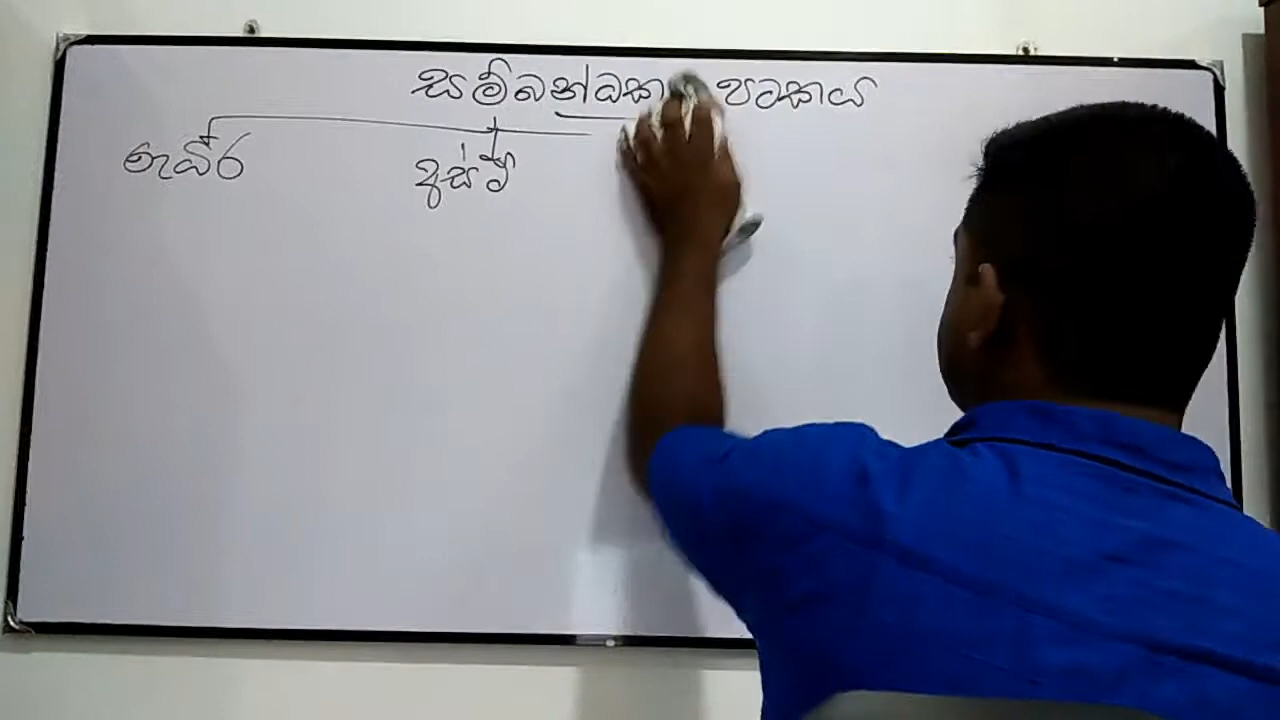 සම්බන්ධක පටකය
රුධිර අස්ථි